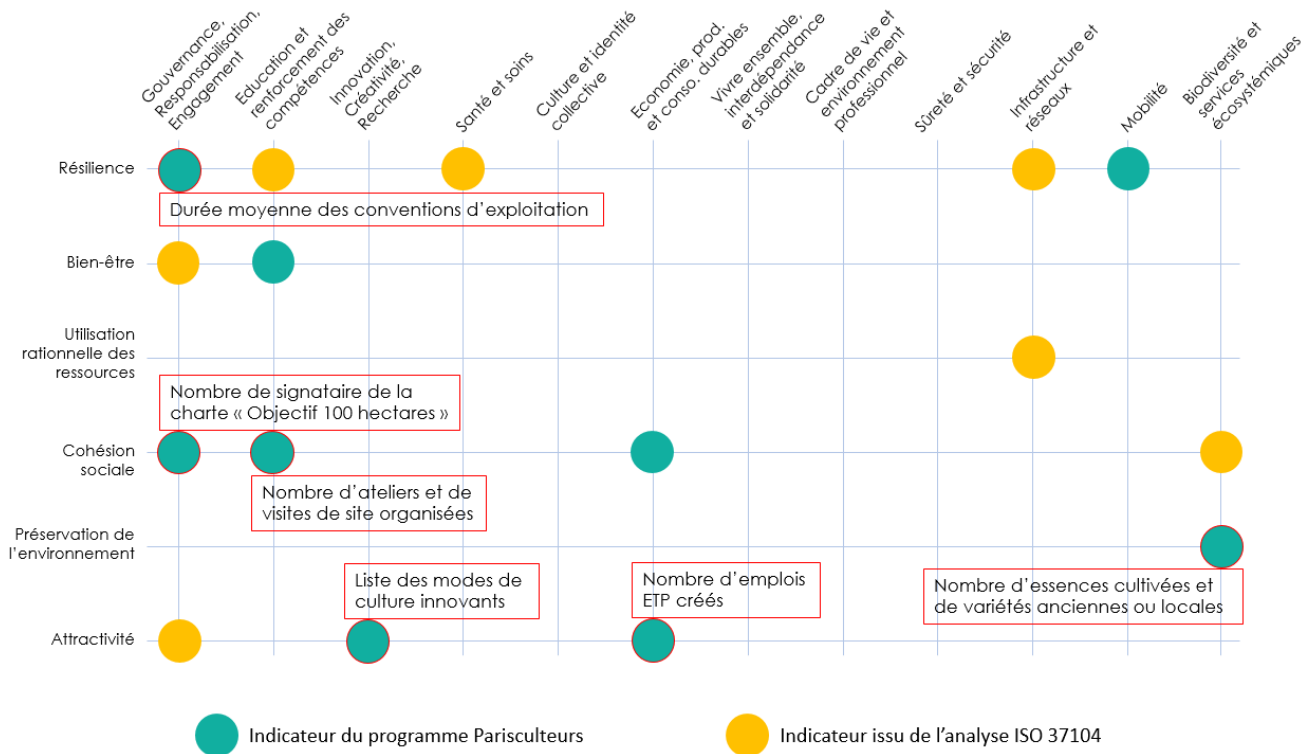 Gouvernance,
Responsabilisation,
Engagement
Education et
renforcement des
compétences
Innovation,
Créativité,
Recherche
Santé et soins
Culture et identité
collective
Economie, prod.
et conso. durables
Vivre ensemble,
interdépendance
et solidarité
Cadre de vie et
environnement
professionnel
Sûreté et sécurité
Infrastructure et
réseaux
Mobilité
Biodiversité et
services
écosystémiques
Résilience
Durée moyenne des conventions d'exploitation
Bien-être
Utilisation
rationnelle des
ressources
Nombre de signataire de la
charte « Objectif 100 hectares »
Cohésion
sociale
Nombre d'ateliers et de
visites de site organisées
Préservation de
l'environnement
Liste des modes de
culture innovants
Nombre d'emplois
ETP créés
Nombre d'essences cultivées et
de variétés anciennes ou locales
Attractivité
Indicateur du programme Parisculteurs
Indicateur issu de l'analyse ISO 37104